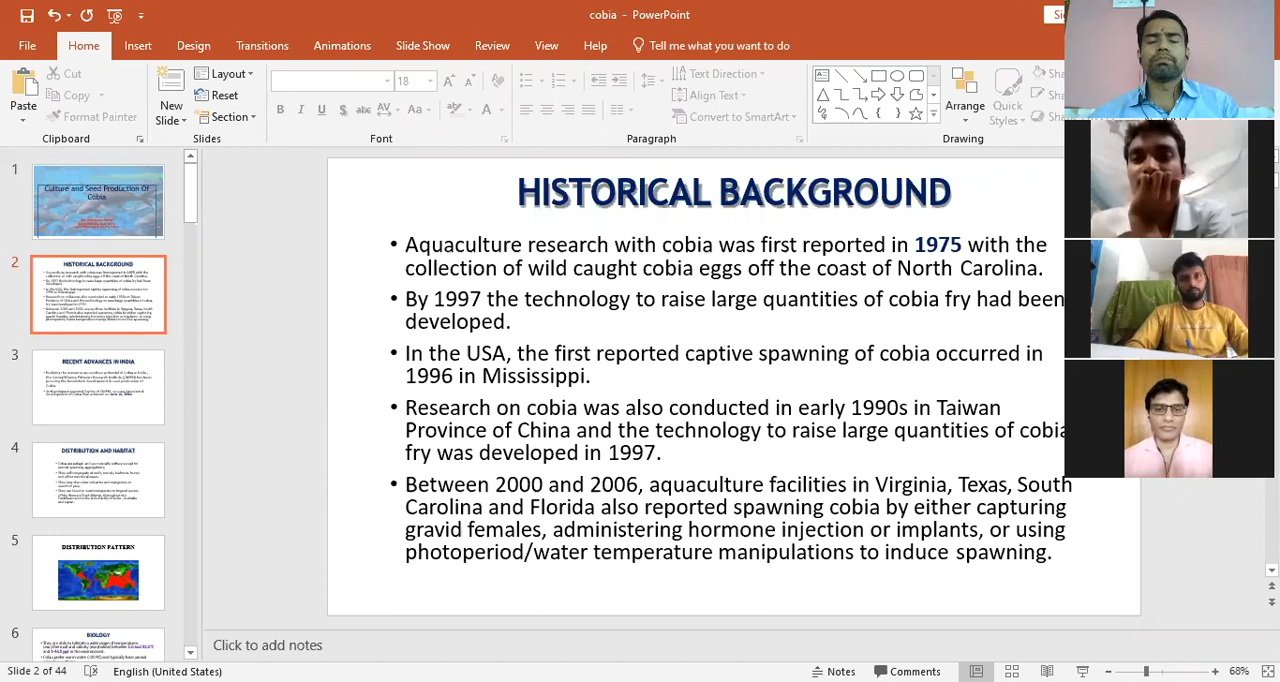 cobia - PowerPoint
File Home Insert Design Transitions Animations Slide Show Review View Help Tell me what you want to do
Cut
Copy
Format Painter
Paste
Clipboard
New
Slide
Layout
Reset
Section
Slides
18
B I U S abc AV Aa A
Font
Text Direction
Align Text
Convert to SmartArt
Paragraph
Arrange
Quick
Styles
Drawing
1
Culture and Seed Production Of
Cobia
2
HISTORICAL BACKGROUND
3
RECENT ADVANCES IN INDIA
4
DISTRIBUTION AND HABITAT
5
DISTRIBUTION PATTERN
6
BIOLOGY
HISTORICAL BACKGROUND
• Aquaculture research with cobia was first reported in 1975 with the
collection of wild caught cobia eggs off the coast of North Carolina.
• By 1997 the technology to raise large quantities of cobia fry had been
developed.
• In the USA, the first reported captive spawning of cobia occurred in
1996 in Mississippi.
• Research on cobia was also conducted in early 1990s in Taiwan
Province of China and the technology to raise large quantities of cobia
fry was developed in 1997.
• Between 2000 and 2006, aquaculture facilities in Virginia, Texas, South
Carolina and Florida also reported spawning cobia by either capturing
gravid females, administering hormone injection or implants, or using
photoperiod/water temperature manipulations to induce spawning.
Click to add notes
Slide 2 of 44 English (United States) Notes Comments 68%